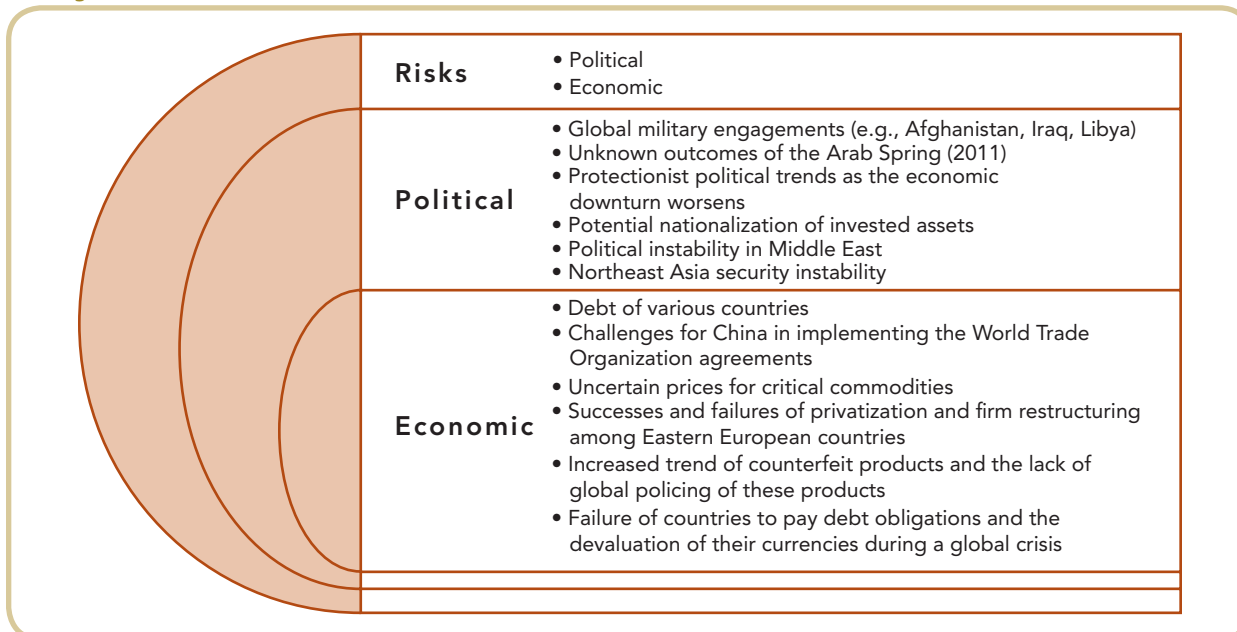 Risks
• Political
• Economic
Political
• Global military engagements (e.g., Afghanistan, Iraq, Libya)
• Unknown outcomes of the Arab Spring (2011)
• Protectionist political trends as the economic
downturn worsens
• Potential nationalization of invested assets
• Political instability in Middle East
• Northeast Asia security instability
Economic
• Debt of various countries
• Challenges for China in implementing the World Trade
Organization agreements
• Uncertain prices for critical commodities
• Successes and failures of privatization and firm restructuring
among Eastern European countries
• Increased trend of counterfeit products and the lack of
global policing of these products
• Failure of countries to pay debt obligations and the
devaluation of their currencies during a global crisis